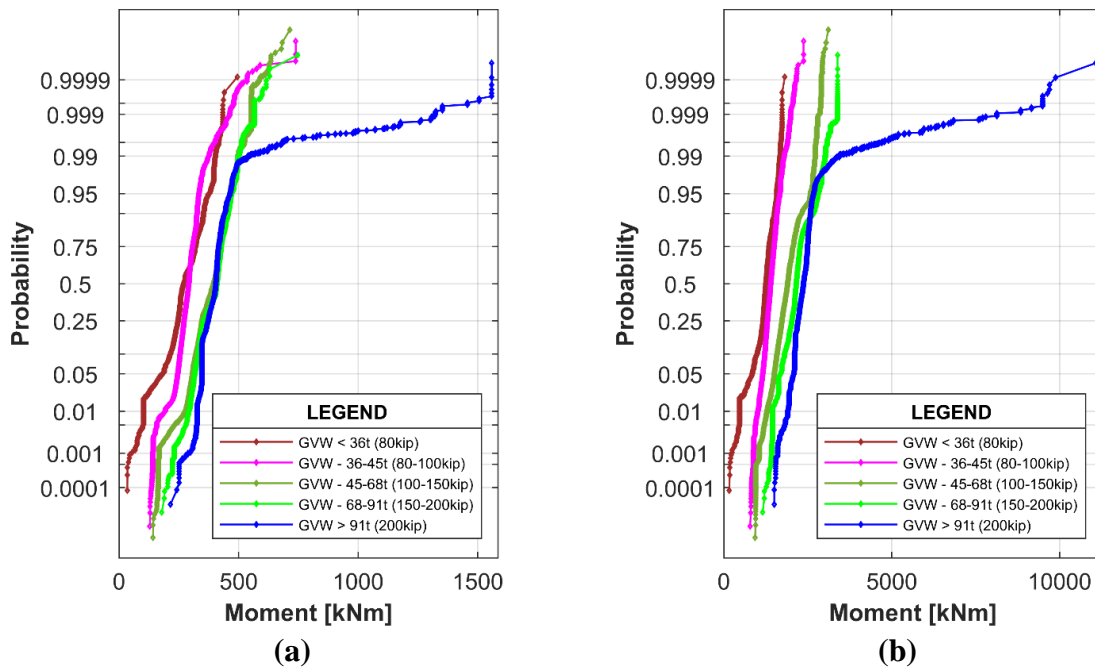 Probability
0.9999
0.999
0.99
0.95
0.75
0.5
0.25
0.05
0.01
0.001
0.0001
LEGEND
GVW < 36t (80kip)
GVW - 36-45t (80-100kip)
GVW - 45-68t (100-150kip)
GVW - 68-91t (150-200kip)
GVW > 91t (200kip)
0 500 1000 1500
Moment [kNm]
(a)
Probability
0.9999
0.999
0.99
0.95
0.75
0.5
0.25
0.05
0.01
0.001
0.0001
LEGEND
GVW < 36t (80kip)
GVW - 36-45t (80-100kip)
GVW - 45-68t (100-150kip)
GVW - 68-91t (150-200kip)
GVW > 91t (200kip)
0 5000 10000
Moment [kNm]
(b)